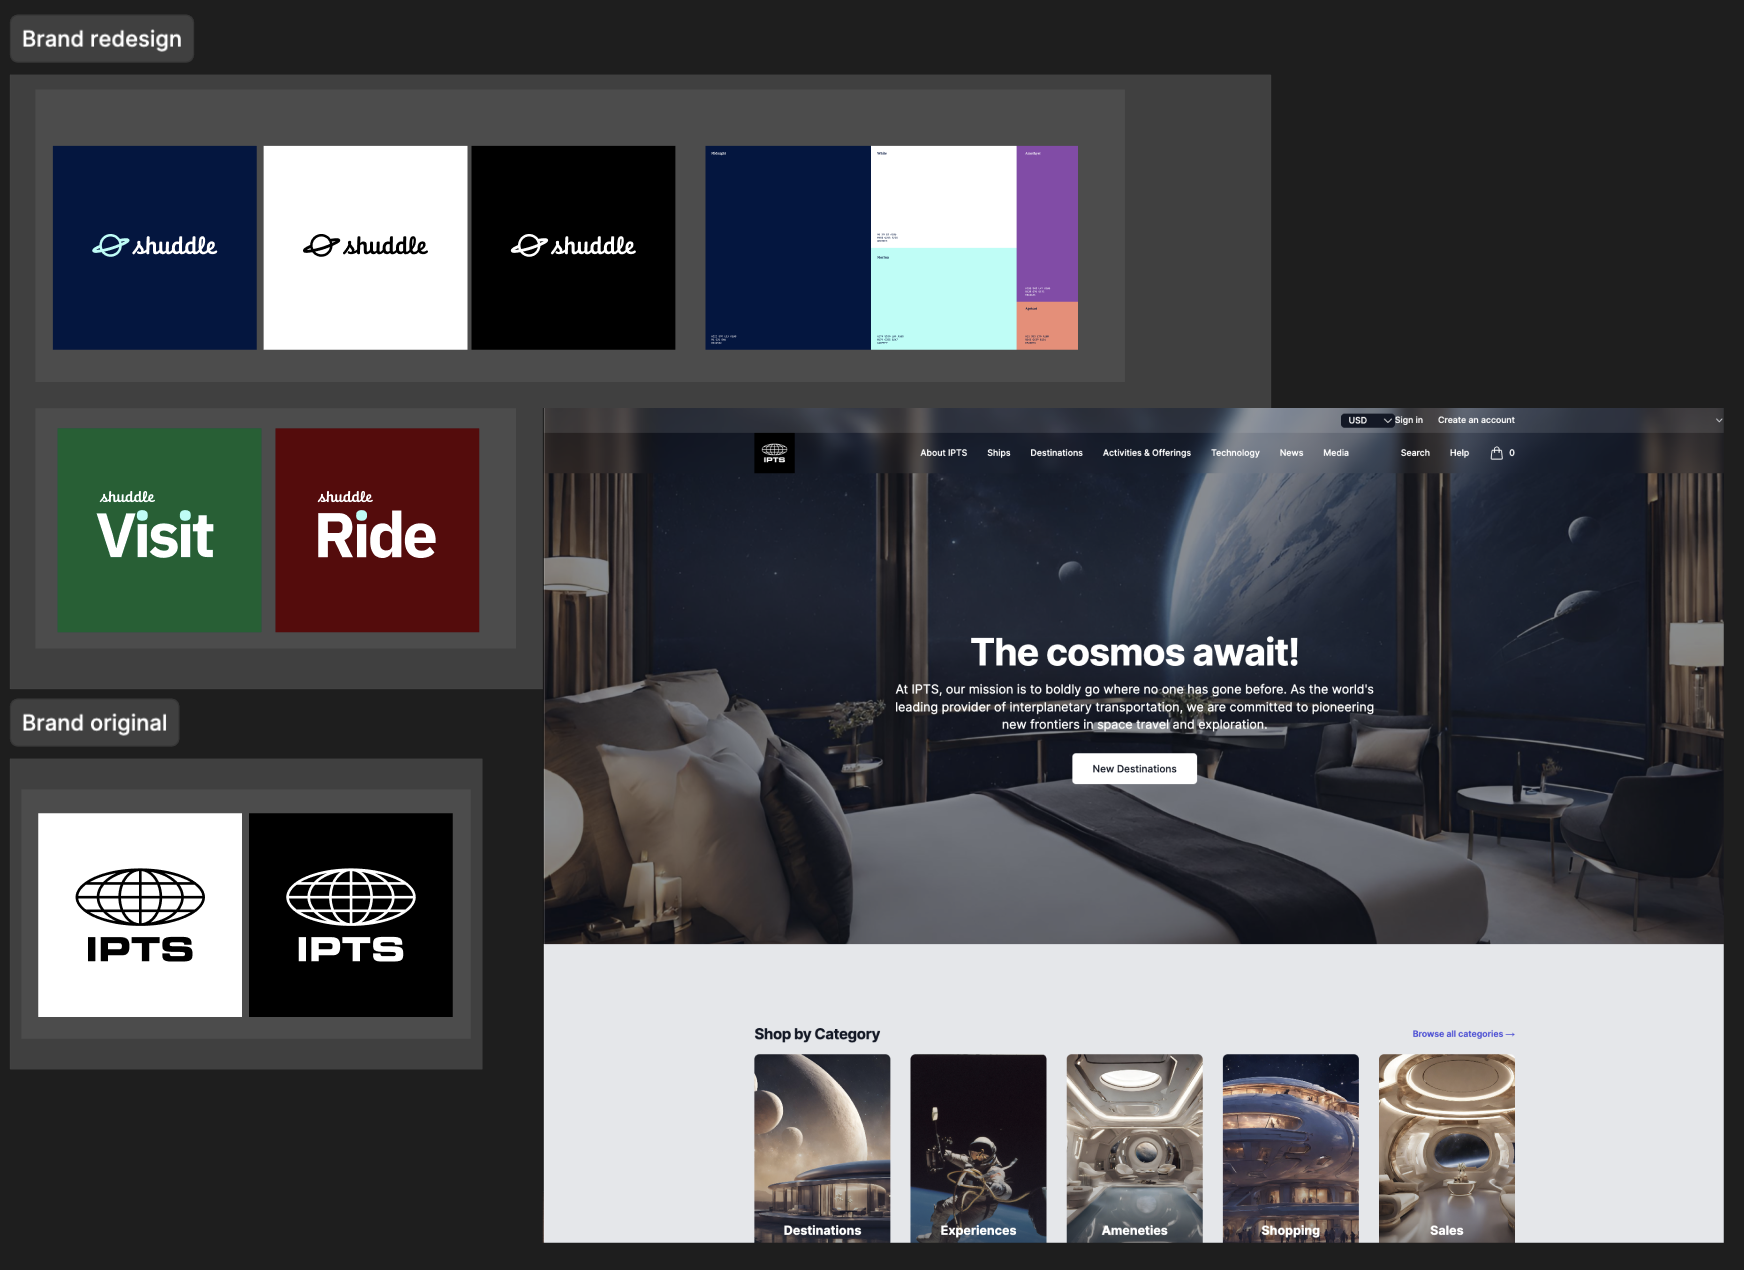 Brand redesign
shuddle
shuddle
shuddle
Midnight
White
Amethyst
Apricot
shuddle
Visit
shuddle
Ride
USD
Sign in
Create an account
IPTS
About IPTS
Ships
Destinations
Activities & Offerings
Technology
News
Media
Search
Help
0
The cosmos await!
At IPTS, our mission is to boldly go where no one has gone before. As the world's
leading provider of interplanetary transportation, we are committed to pioneering
new frontiers in space travel and exploration.
New Destinations
Brand original
IPTS
IPTS
Shop by Category
Browse all categories →
Destinations
Experiences
Ameneties
Shopping
Sales